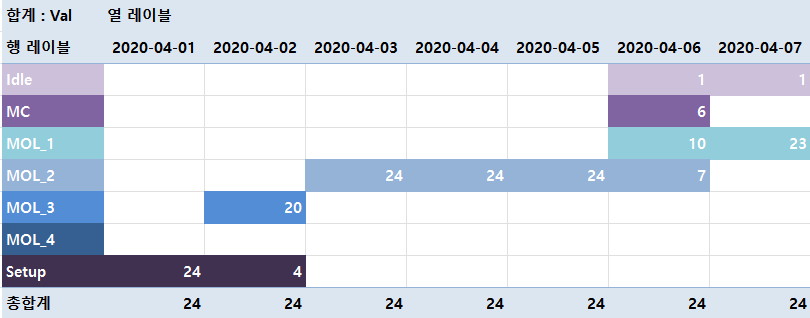 합계 : Val 열 레이블
행 레이블 2020-04-01 2020-04-02 2020-04-03 2020-04-04 2020-04-05 2020-04-06 2020-04-07
Idle 1 1
MC 6
MOL_1 10 23
MOL_2 24 24 24 7
MOL_3 20
MOL_4
Setup 24 4
총합계 24 24 24 24 24 24 24